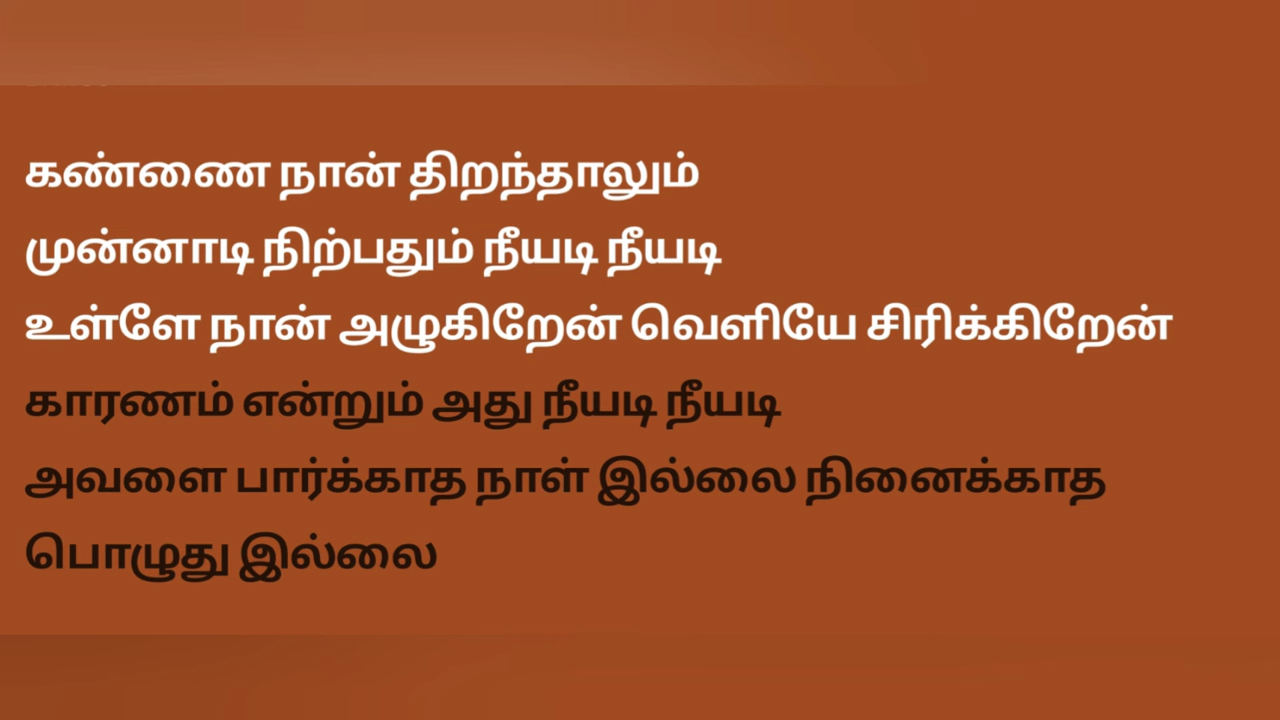 கண்ணை நான் திறந்தாலும்
முன்னாடி நிற்பதும் நீயடி நீயடி
உள்ளே நான் அழுகிறேன் வெளியே சிரிக்கிறேன்
காரணம் என்றும் அது நீயடி நீயடி
அவளை பார்க்காத நாள் இல்லை நினைக்காத
பொழுது இல்லை